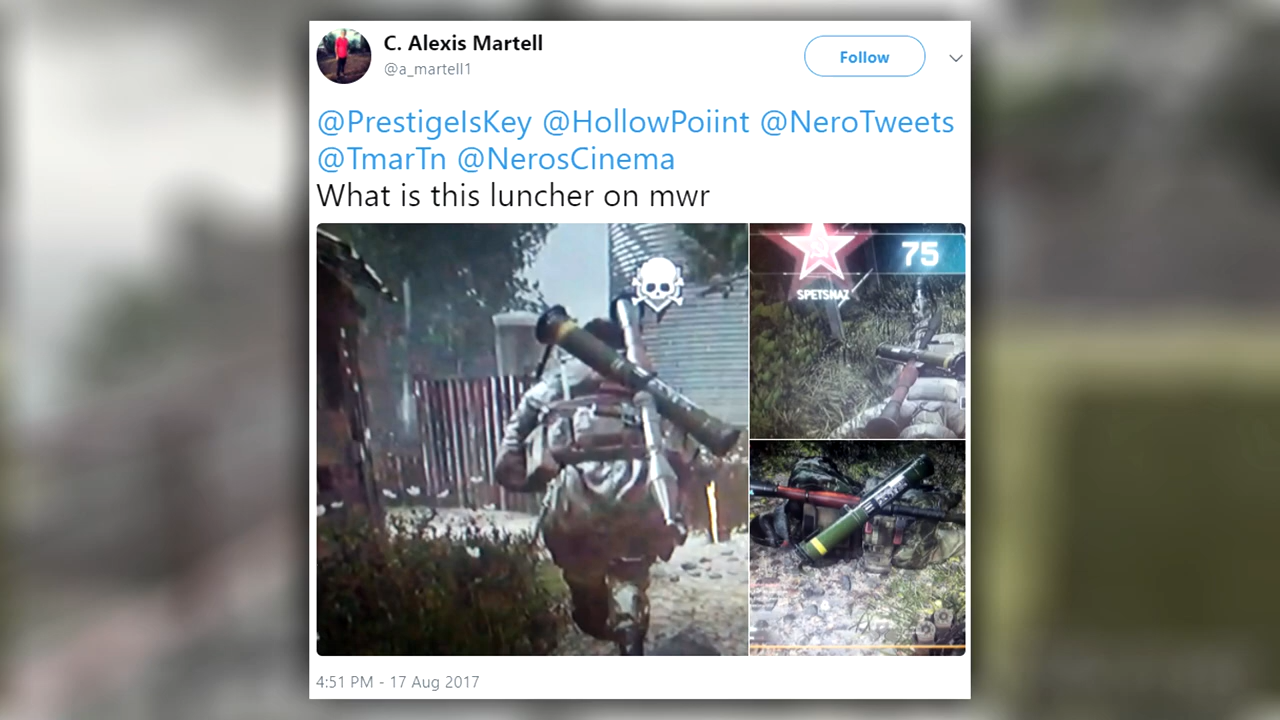 C. Alexis Martell
@a_martell1
Follow
@PrestigeIsKey @HollowPoiint @NeroTweets
@TmarTn @NerosCinema
What is this luncher on mwr
75
SPETSNAZ
4:51 PM - 17 Aug 2017